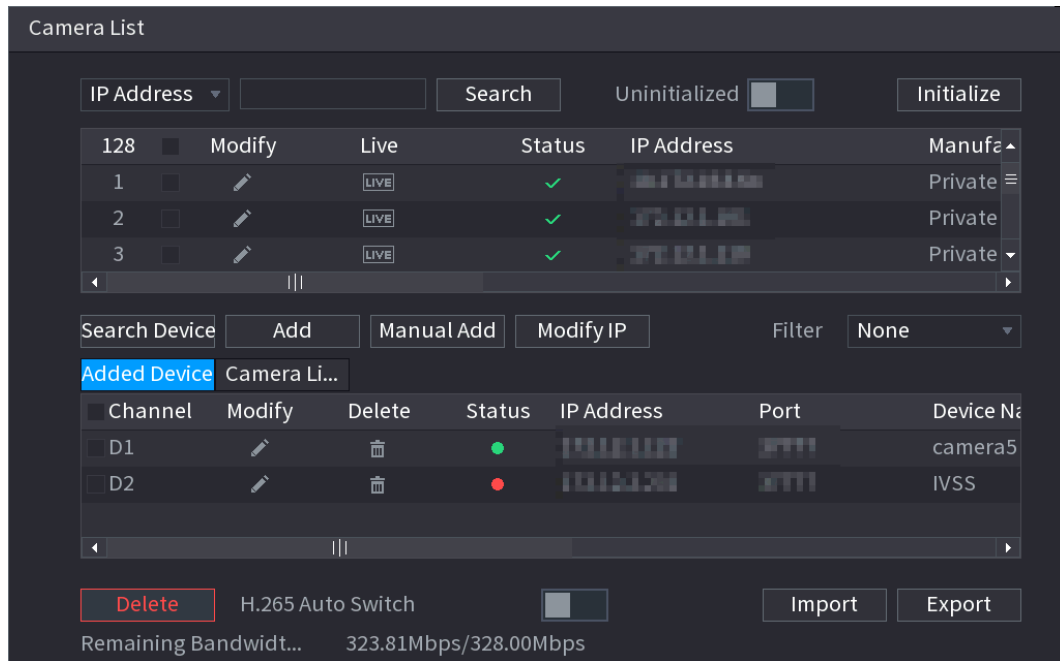 Camera List
IP Address Search Uninitialized Initialize
128 Modify Live Status IP Address Manufa
1 LIVE Private
2 LIVE Private
3 LIVE Private
Search Device Add Manual Add Modify IP Filter None
Added Device Camera Li...
Channel Modify Delete Status IP Address Port Device Na
D1 camera5
D2 IVSS
Delete H.265 Auto Switch Import Export
Remaining Bandwidt... 323.81Mbps/328.00Mbps